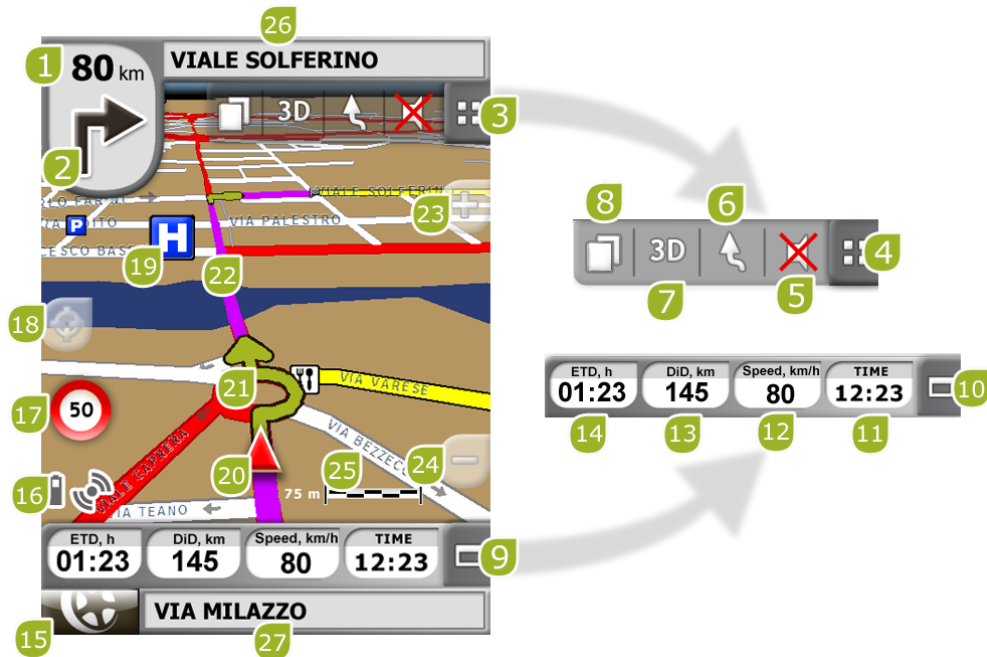 26
1
80 km
VIALE SOLFERINO
3D
3
2
VIALE SOLFERINO
23
P
VIA PALESTRO
H
19
22
8
6
3D
4
7
5
18
21
VIA VARESE
17
50
VIA BEZZECC
VIALE CAPRERA
20
25
24
16
75 m
VIA TEANO
ETD, h
01:23
DiD, km
145
Speed, km/h
80
TIME
12:23
9
15
VIA MILAZZO
27
ETD, h
01:23
DiD, km
145
Speed, km/h
80
TIME
12:23
10
14
13
12
11